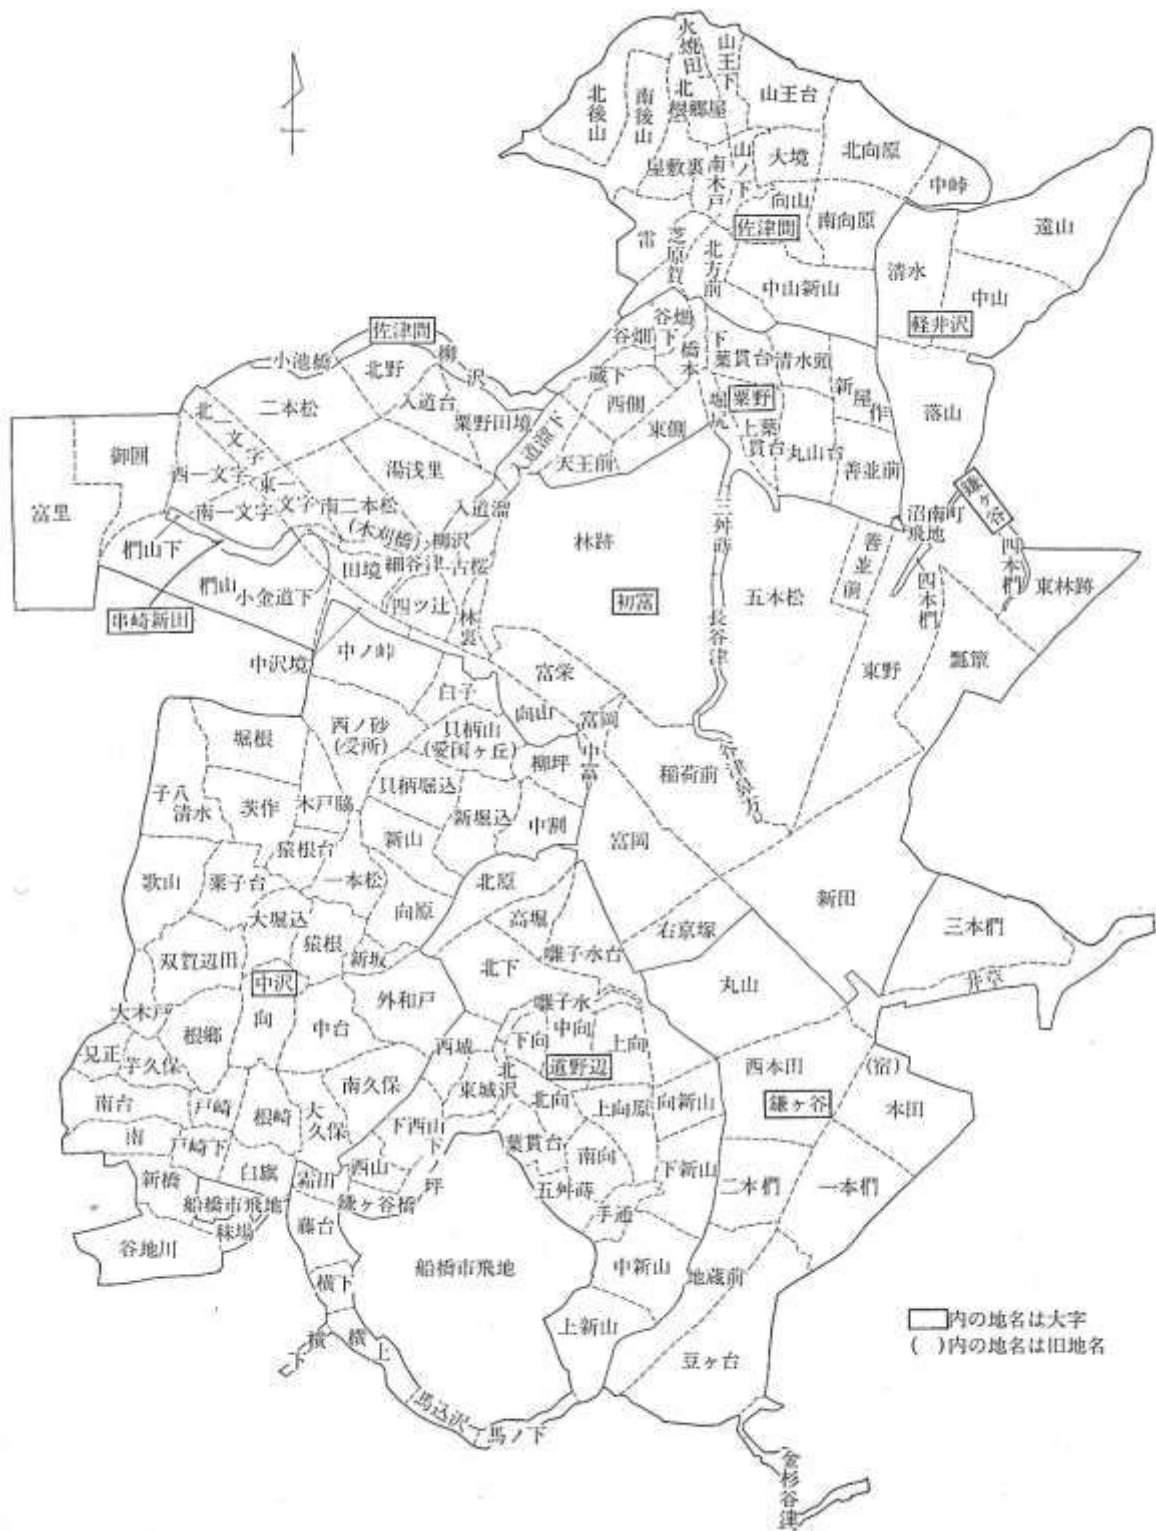 火焼田
山王下
山王台
北後山
南後山
北郷屋
屋敷裏
南木戸
山ノ下
大境
北向原
中峠
向山
佐津間
南向原
雷
芝原賀
北方前
中山新山
清水
遠山
中山
軽井沢
佐津間
柳沢
二小池橋
北野
入道台
粟野田境
谷畑
谷畑下
橋本
蔵下
西側
東側
天王前
入道溜下
下葉貫台
清水頭
新屋作
落山
堀尻
粟野
上葉貫台
丸山台
善並前
二本松
北一文字
西一文字
東一文字
南一文字
御囲
富里
椚山下
椚山
小金道下
串崎新田
湯浅里
入道溜
南二本松
(木刈橋)
柳沢
田境
細谷津
古桜
四ツ辻
林裏
林跡
初富
三舛蒔
長谷津
五本松
善並前
沼南町飛地
鎌ヶ谷
四本椚
四本椚
東林跡
東野
瓢箪
中沢境
中ノ峠
白子
富栄
向山
富岡
中富
稲荷前
谷津鼻方
堀根
西ノ砂
(受所)
貝柄山
(愛国ヶ丘)
柳坪
子八清水
茨作
木戸脇
貝柄堀込
新堀込
中割
新山
富岡
猿根台
歌山
栗子台
一本松
向原
北原
高堀
右京塚
新田
三本椚
井草
大堀込
猿根
新坂
囃子水台
双賀辺田
中沢
北下
丸山
外和戸
囃子水
大木戸
根郷
向
中台
西城
下向
中向
上向
道野辺
西本田
(宿)
見正
芋久保
南久保
東城
北沢
北向
上向原
向新山
鎌ヶ谷
本田
南台
戸崎
根崎
大久保
下西山
葉貫台
南向
下新山
二本椚
一本椚
南
戸崎下
白旗
霜田
西山
下坪
五舛蒔
手通
新橋
船橋市飛地
鎌ヶ谷橋
秣場
藤台
谷地川
船橋市飛地
中新山
地蔵前
横下
横上
横下
上新山
豆ヶ台
馬込沢
馬ノ下
金杉谷津
内の地名は大字
( )内の地名は旧地名